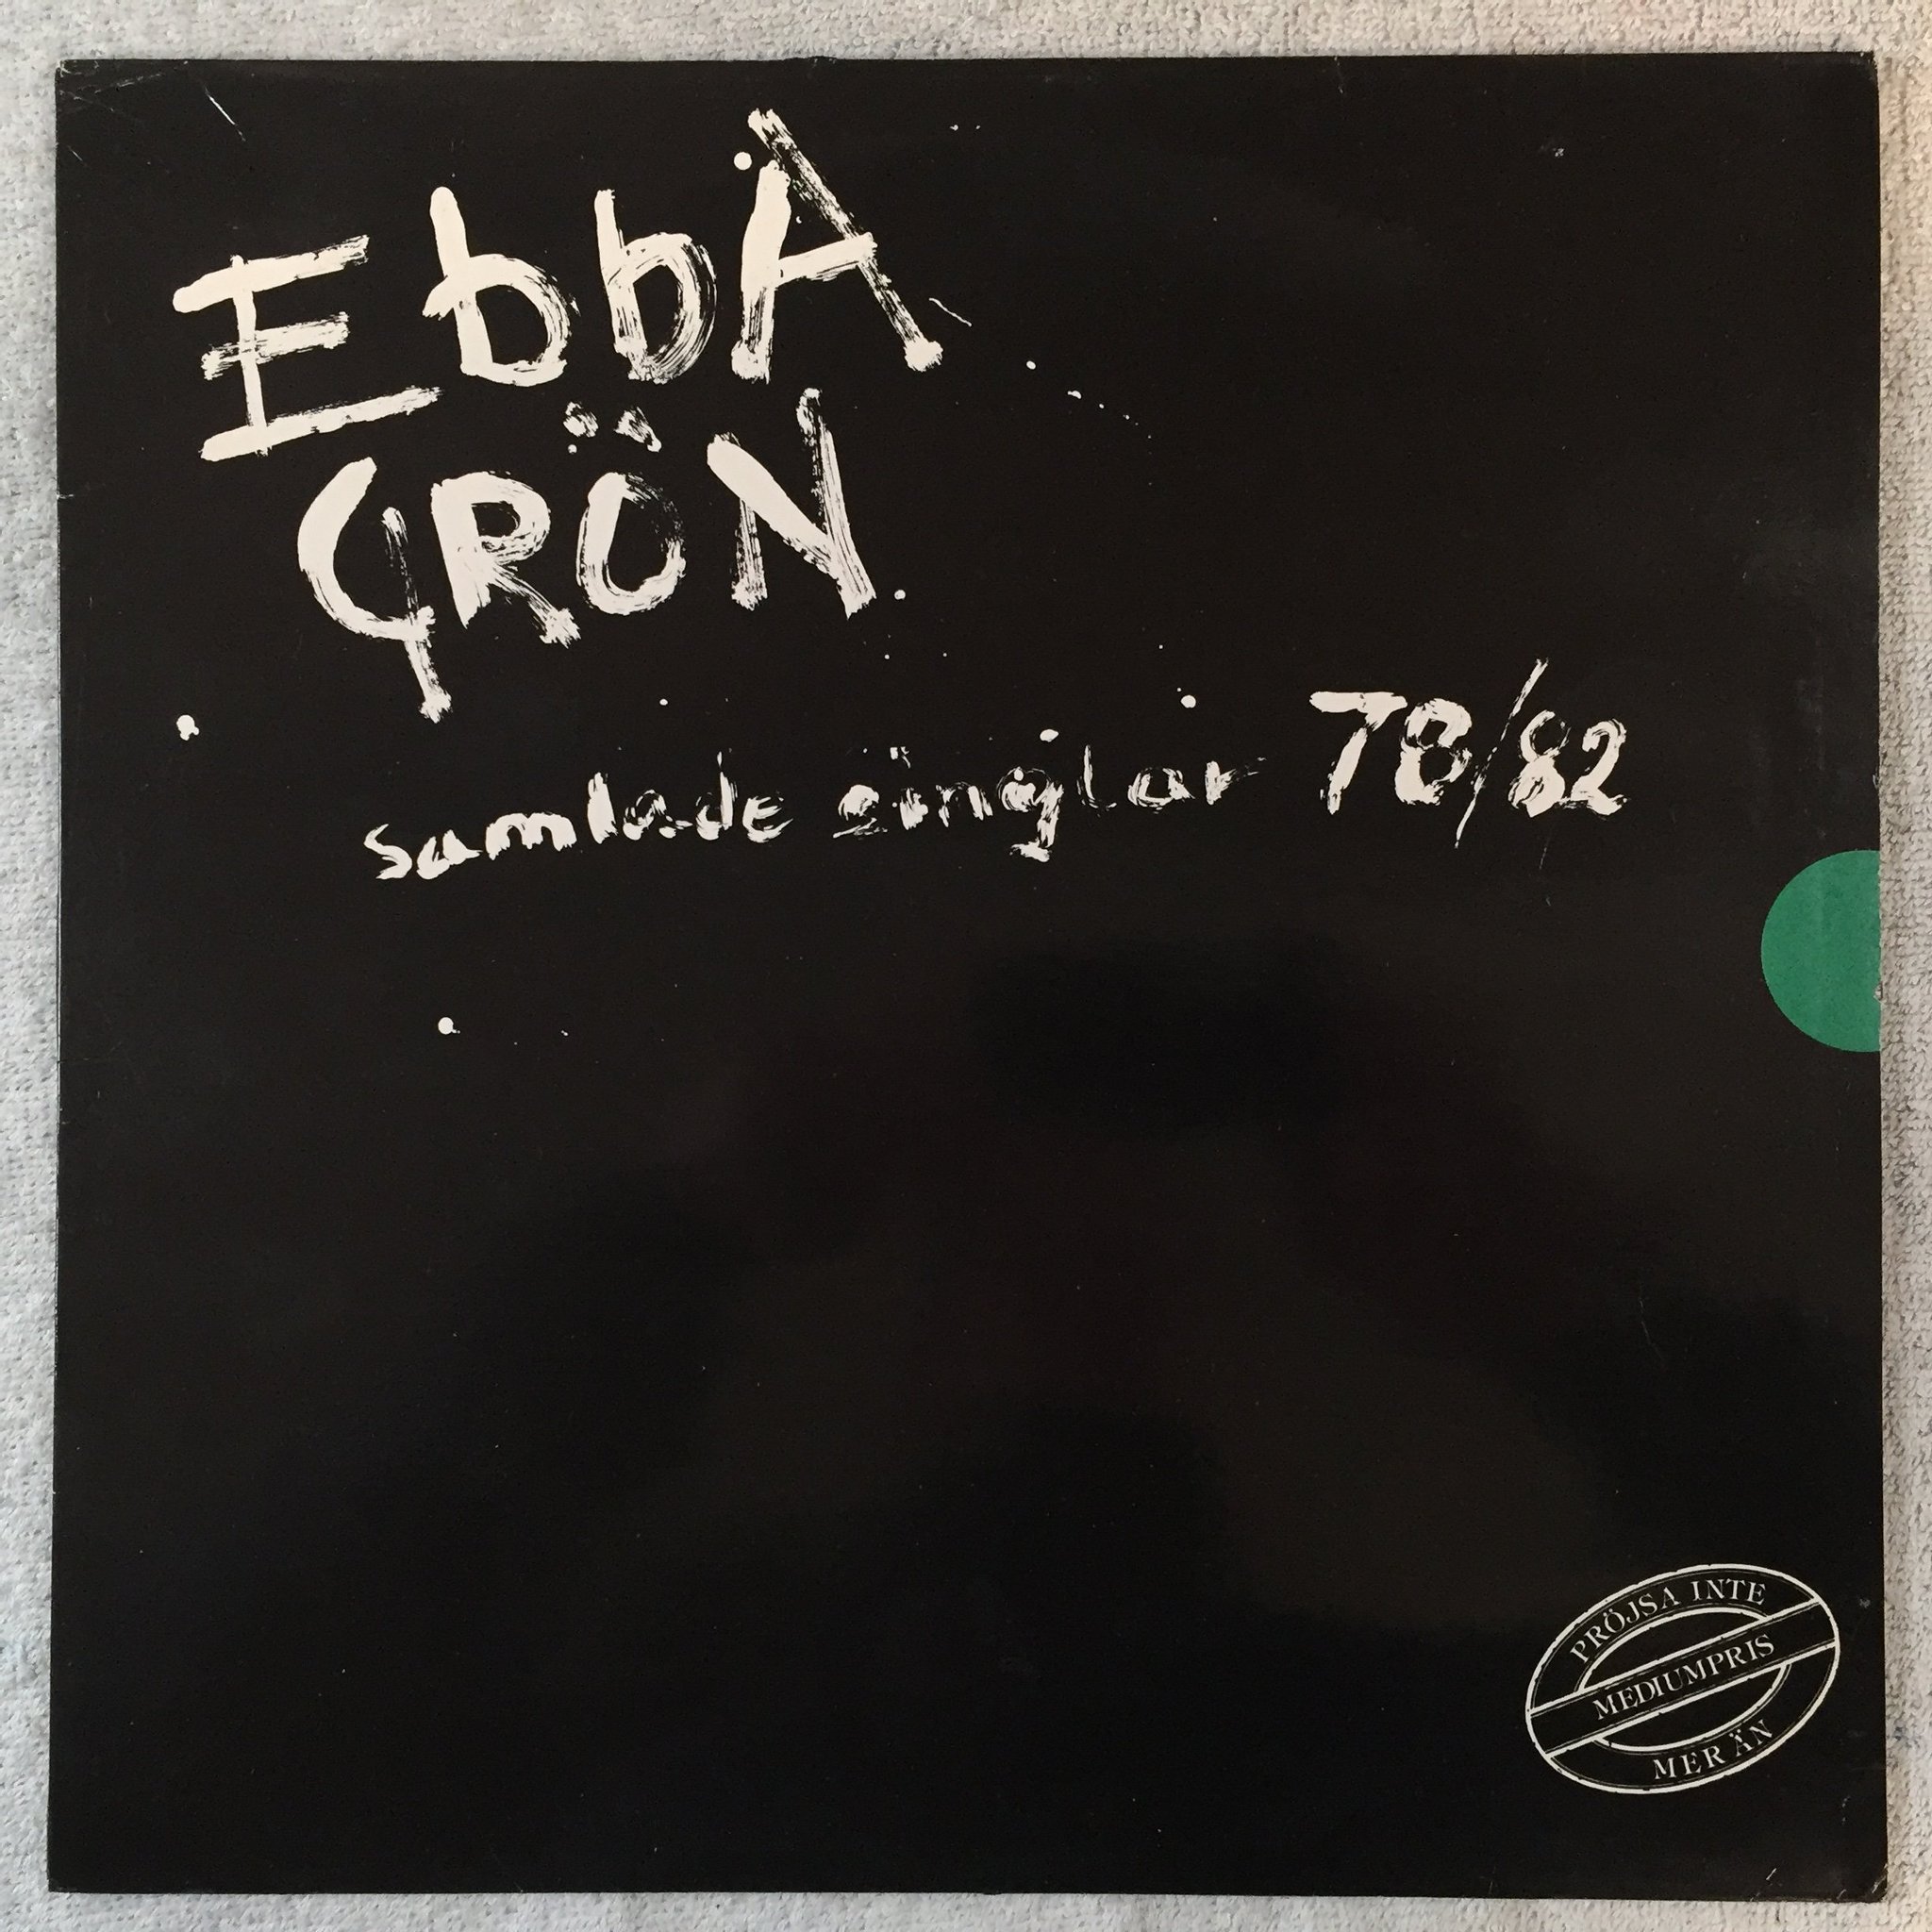 EbbA
GRÖN
samlade singlar 78/82
PRÖJSA INTE
MEDIUMPRIS
MER ÄN